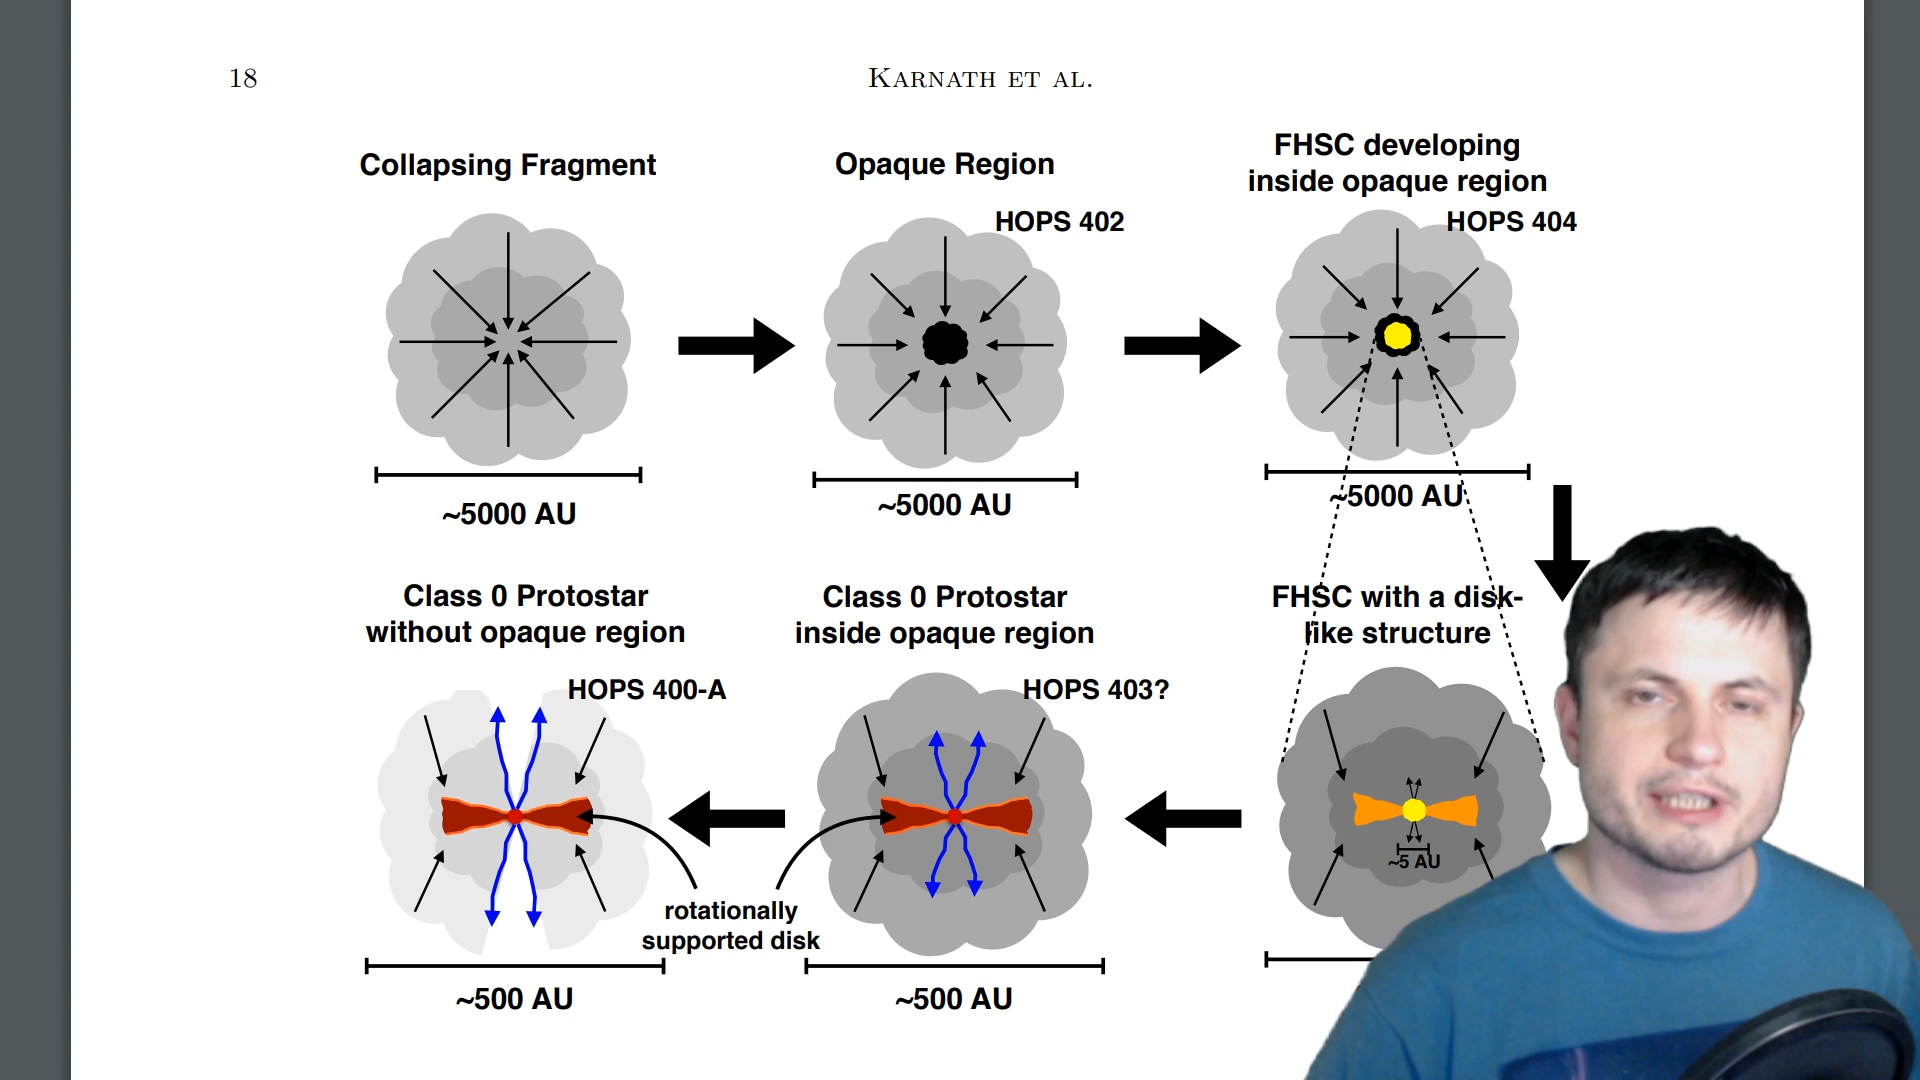 18
KARNATH ET AL.
Collapsing Fragment
Opaque Region
FHSC developing
inside opaque region
HOPS 402
HOPS 404
~5000 AU
~5000 AU
~5000 AU
Class 0 Protostar
without opaque region
Class 0 Protostar
inside opaque region
FHSC with a disk-
like structure
HOPS 400-A
HOPS 403?
~5 AU
rotationally
supported disk
~500 AU
~500 AU